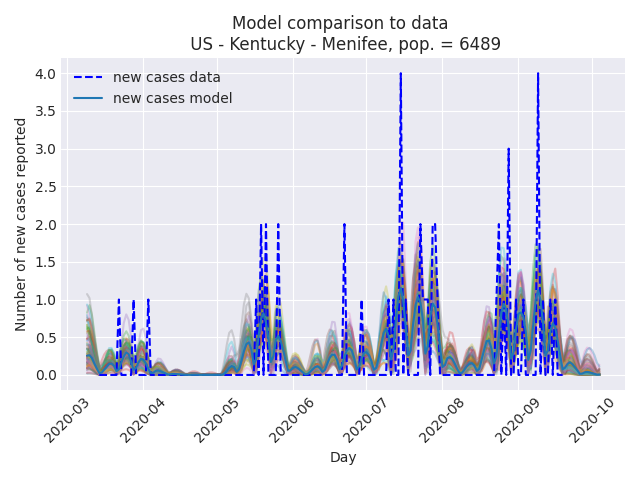 Model comparison to data
US - Kentucky - Menifee, pop. = 6489
new cases data
new cases model
Number of new cases reported
4.0
3.5
3.0
2.5
2.0
1.5
1.0
0.5
0.0
2020-03
2020-04
2020-05
2020-06
2020-07
2020-08
2020-09
2020-10
Day